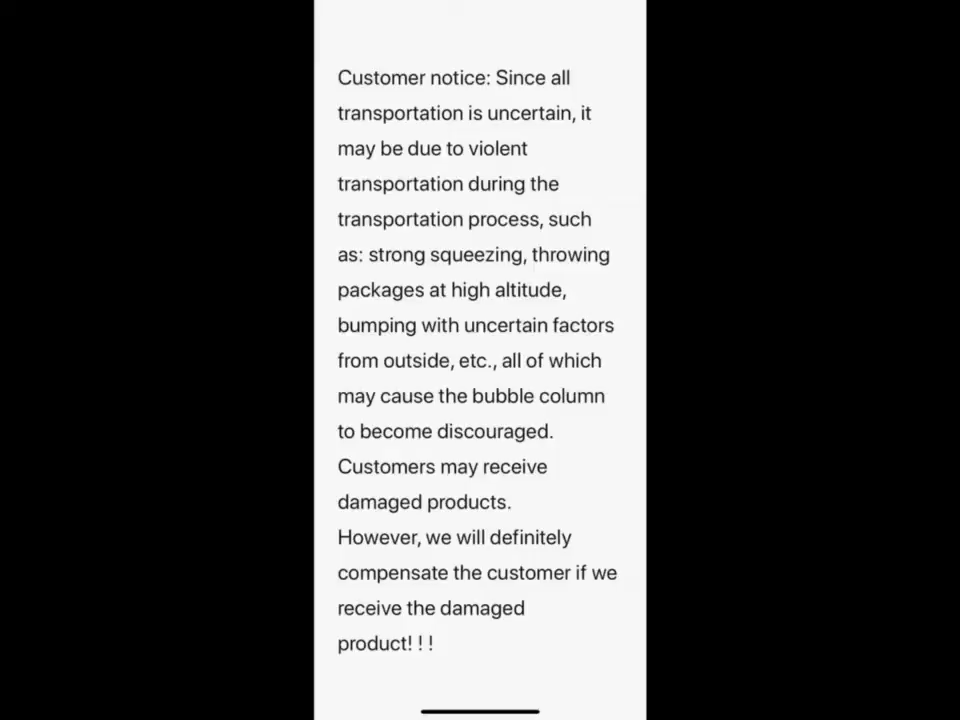 Customer notice: Since all
transportation is uncertain, it
may be due to violent
transportation during the
transportation process, such
as: strong squeezing, throwing
packages at high altitude,
bumping with uncertain factors
from outside, etc., all of which
may cause the bubble column
to become discouraged.
Customers may receive
damaged products.
However, we will definitely
compensate the customer if we
receive the damaged
product! ! !